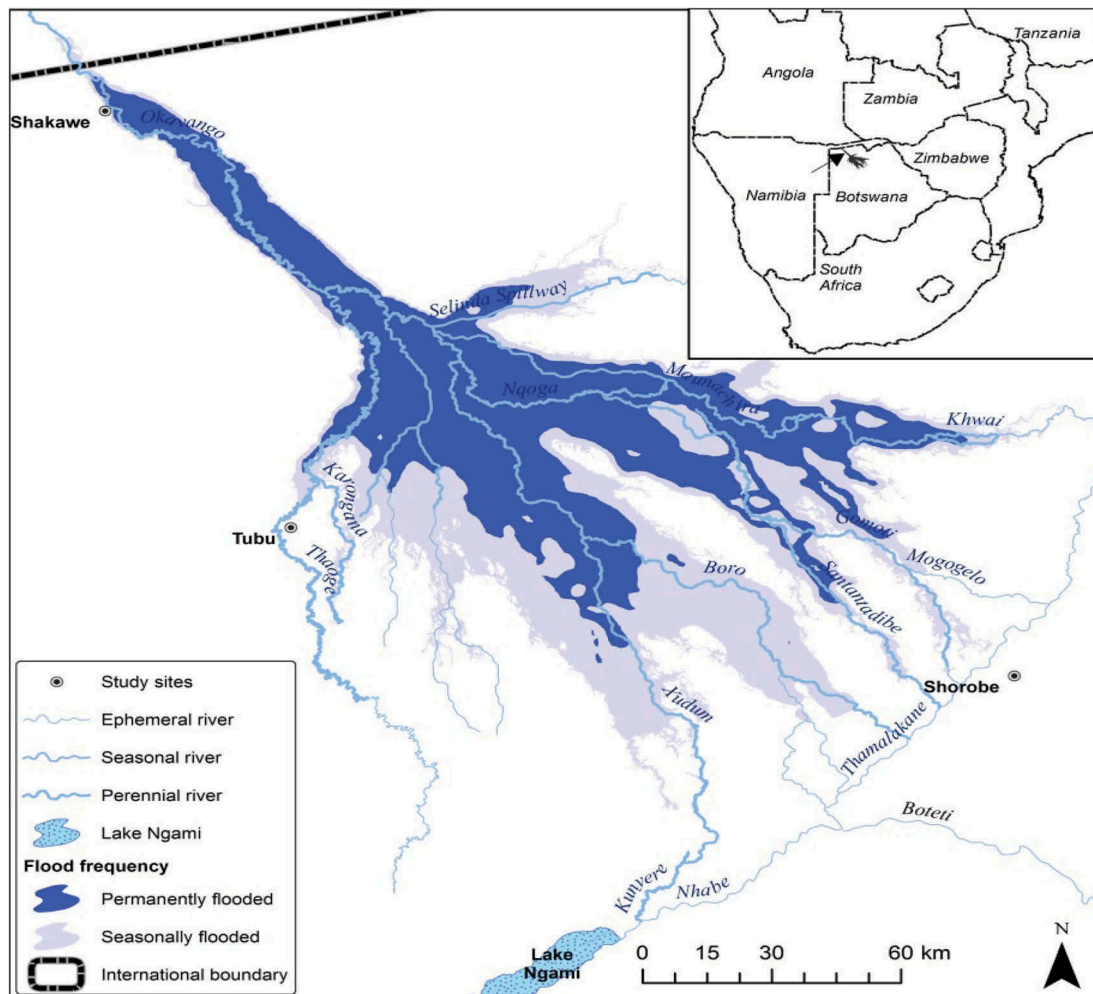 Shakawe
Okavango
Selinda Spillway
Nqoga
Maunachira
Khwai
Karongana
Tubu
Thaoge
Gomoti
Mogogelo
Boro
Santantadibe
Shorobe
Xudum
Thamalakane
Boteti
Kunyere
Nhabe
Lake
Ngami
Tanzania
Angola
Zambia
Zimbabwe
Namibia
Botswana
South
Africa
Study sites
Ephemeral river
Seasonal river
Perennial river
Lake Ngami
Flood frequency
Permanently flooded
Seasonally flooded
International boundary
0 15 30 60 km
N